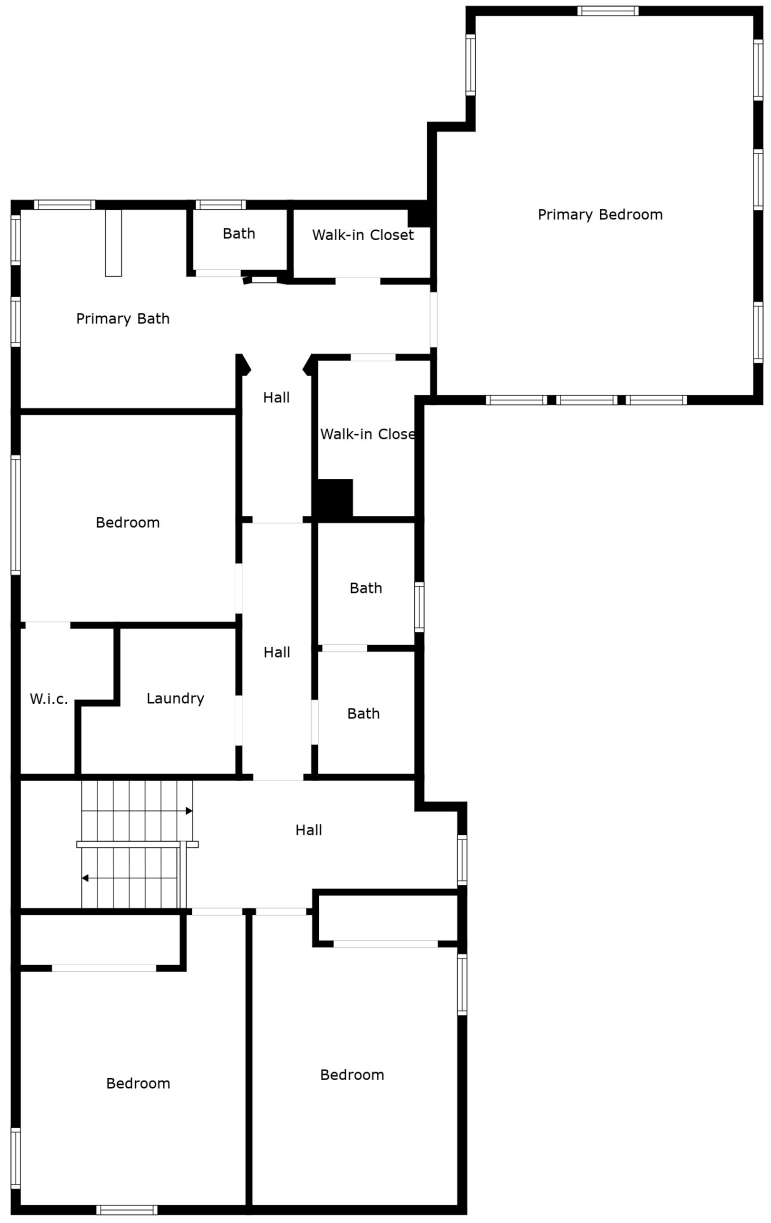 Primary Bedroom
Bath
Walk-in Closet
Primary Bath
Hall
Walk-in Close
Bedroom
Bath
Hall
W.i.c.
Laundry
Bath
Hall
Bedroom
Bedroom